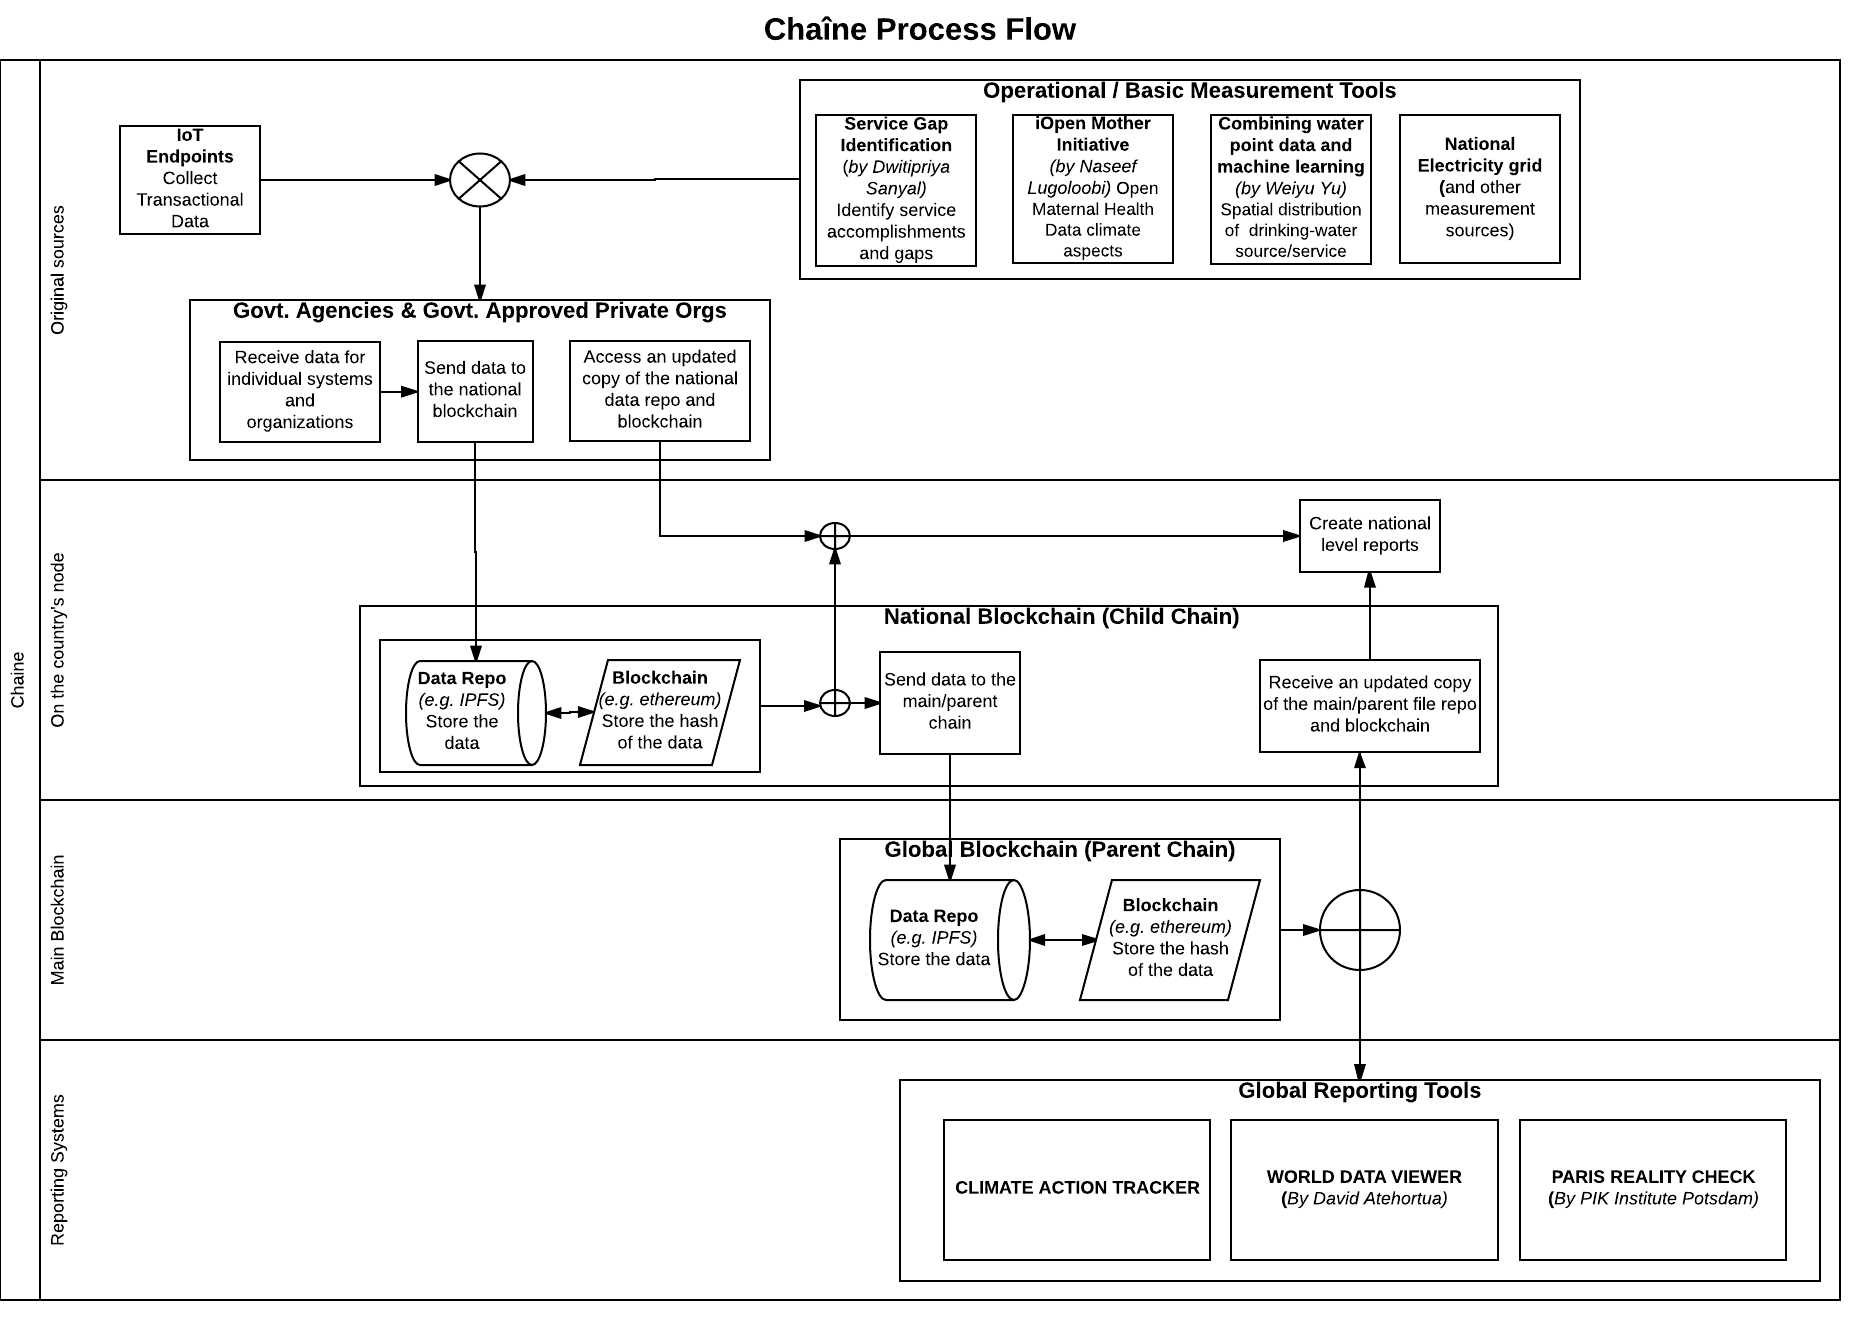 Chaîne Process Flow
Chaine
Original sources
IoT
Endpoints
Collect
Transactional
Data
Operational / Basic Measurement Tools
Service Gap
Identification
(by Dwitipriya
Sanyal)
Identify service
accomplishments
and gaps
iOpen Mother
Initiative
(by Naseef
Lugoloobi) Open
Maternal Health
Data climate
aspects
Combining water
point data and
machine learning
(by Weiyu Yu)
Spatial distribution
of drinking-water
source/service
National
Electricity grid
(and other
measurement
sources)
Govt. Agencies & Govt. Approved Private Orgs
Receive data for
individual systems
and
organizations
Send data to
the national
blockchain
Access an updated
copy of the national
data repo and
blockchain
On the country's node
Create national
level reports
National Blockchain (Child Chain)
Data Repo
(e.g. IPFS)
Store the
data
Blockchain
(e.g. ethereum)
Store the hash
of the data
Send data to the
main/parent
chain
Receive an updated copy
of the main/parent file repo
and blockchain
Main Blockchain
Global Blockchain (Parent Chain)
Data Repo
(e.g. IPFS)
Store the data
Blockchain
(e.g. ethereum)
Store the hash
of the data
Reporting Systems
Global Reporting Tools
CLIMATE ACTION TRACKER
WORLD DATA VIEWER
(By David Atehortua)
PARIS REALITY CHECK
(By PIK Institute Potsdam)